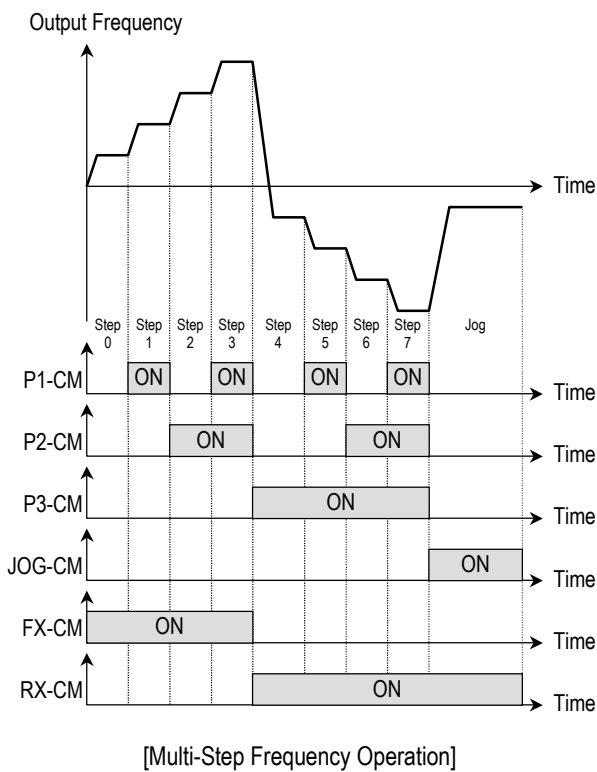 Output Frequency
Time
Step 0
Step 1
Step 2
Step 3
Step 4
Step 5
Step 6
Step 7
Jog
P1-CM
ON
ON
ON
ON
Time
P2-CM
ON
ON
Time
P3-CM
ON
Time
JOG-CM
ON
Time
FX-CM
ON
Time
RX-CM
ON
Time
[Multi-Step Frequency Operation]